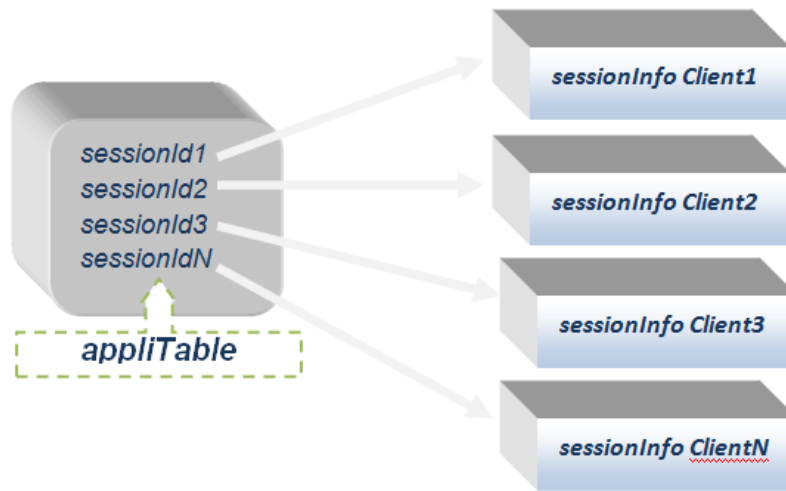 sessionId1
sessionId2
sessionId3
sessionIdN
appliTable
sessionInfo Client1
sessionInfo Client2
sessionInfo Client3
sessionInfo ClientN